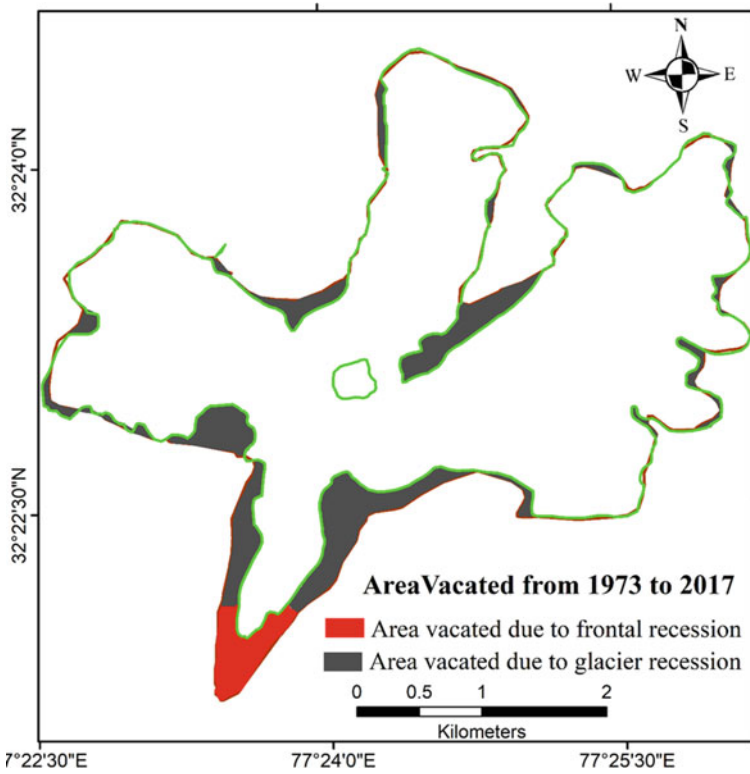 N
W E
S
32°24'0"N
32°22'30"N
AreaVacated from 1973 to 2017
Area vacated due to frontal recession
Area vacated due to glacier recession
0 0.5 1 2
Kilometers
7°22'30"E 77°24'0"E 77°25'30"E